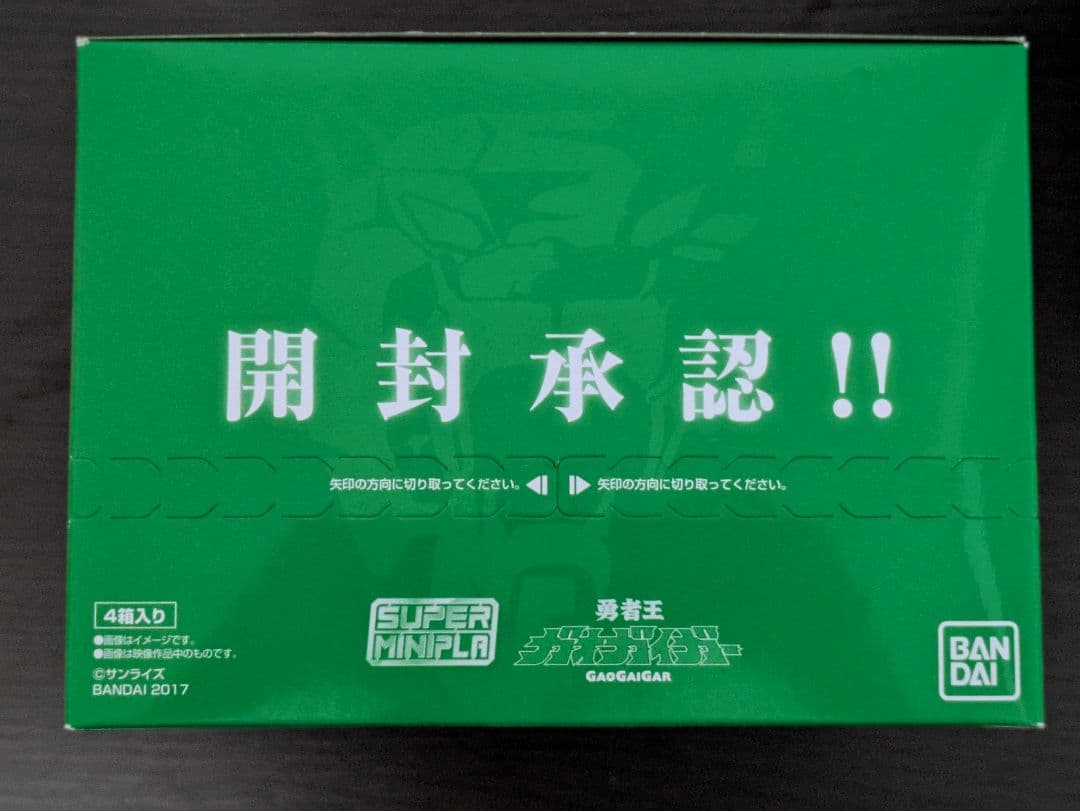 開封承認!!
矢印の方向に切り取ってください。 矢印の方向に切り取ってください。
4箱入り
●画像はイメージです。
●画像は映像作品中のものです。
©サンライズ
BANDAI 2017
SUPER
MINIPLA
勇者王
ガオガイガー
GAOGAIGAR
BAN
DAI